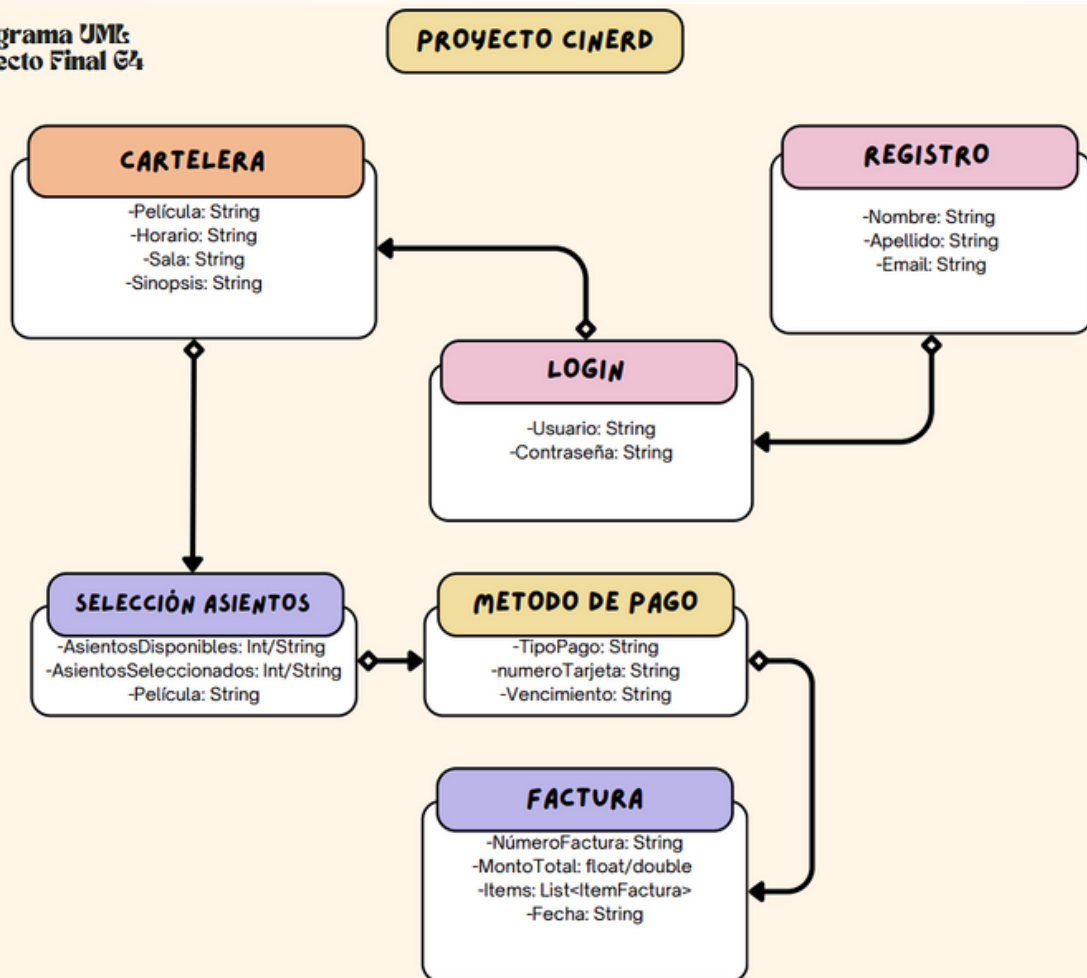 grama UML
ecto Final G4
PROYECTO CINERD
CARTELERA
-Película: String
-Horario: String
-Sala: String
-Sinopsis: String
REGISTRO
-Nombre: String
-Apellido: String
-Email: String
LOGIN
-Usuario: String
-Contraseña: String
SELECCIÓN ASIENTOS
-AsientosDisponibles: Int/String
-AsientosSeleccionados: Int/String
-Película: String
METODO DE PAGO
-TipoPago: String
-numeroTarjeta: String
-Vencimiento: String
FACTURA
-NúmeroFactura: String
-MontoTotal: float/double
-Items: List<ItemFactura>
-Fecha: String